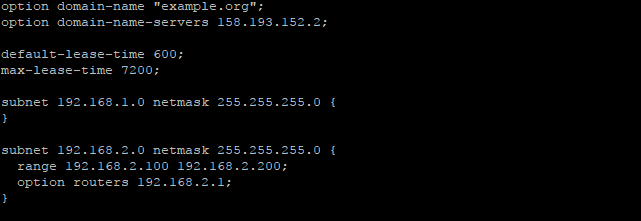 option domain-name "example.org";
option domain-name-servers 158.193.152.2;
default-lease-time 600;
max-lease-time 7200;
subnet 192.168.1.0 netmask 255.255.255.0 {
}
subnet 192.168.2.0 netmask 255.255.255.0 {
  range 192.168.2.100 192.168.2.200;
  option routers 192.168.2.1;
}